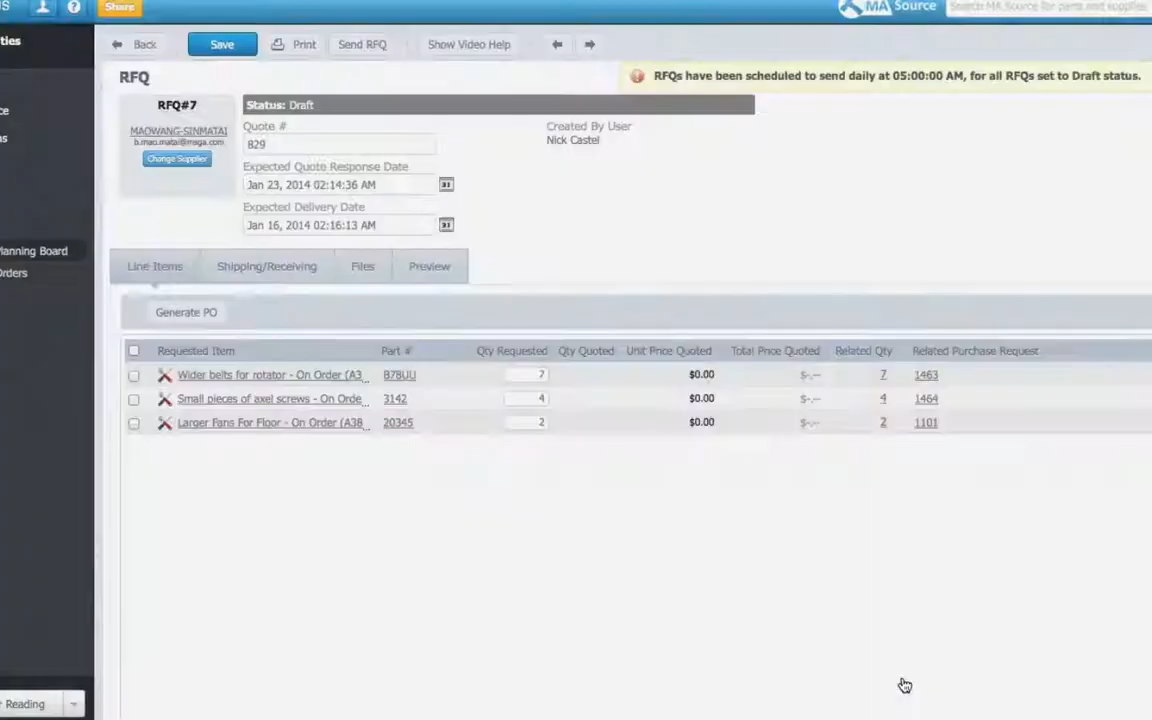 S
?
Share
MA Source
Search MA Source for parts and supplies
ties
Back
Save
Print
Send RFQ
Show Video Help
RFQ
RFQs have been scheduled to send daily at 05:00:00 AM, for all RFQs set to Draft status.
RFQ#7
Status: Draft
MAOWANG-SINMATAI
b.mao.matai@msga.com
Change Supplier
Quote #
829
Created By User
Nick Castel
Expected Quote Response Date
Jan 23, 2014 02:14:36 AM
31
Expected Delivery Date
Jan 16, 2014 02:16:13 AM
31
ce
s
lanning Board
Orders
Line Items
Shipping/Receiving
Files
Preview
Generate PO
Requested Item Part # Qty Requested Qty Quoted Unit Price Quoted Total Price Quoted Related Qty Related Purchase Request
Wider belts for rotator - On Order (A3... B78UU 7 $0.00 $-.-- 7 1463
Small pieces of axel screws - On Orde... 3142 4 $0.00 $-.-- 4 1464
Larger Fans For Floor - On Order (A38... 20345 2 $0.00 $-.-- 2 1101
r Reading